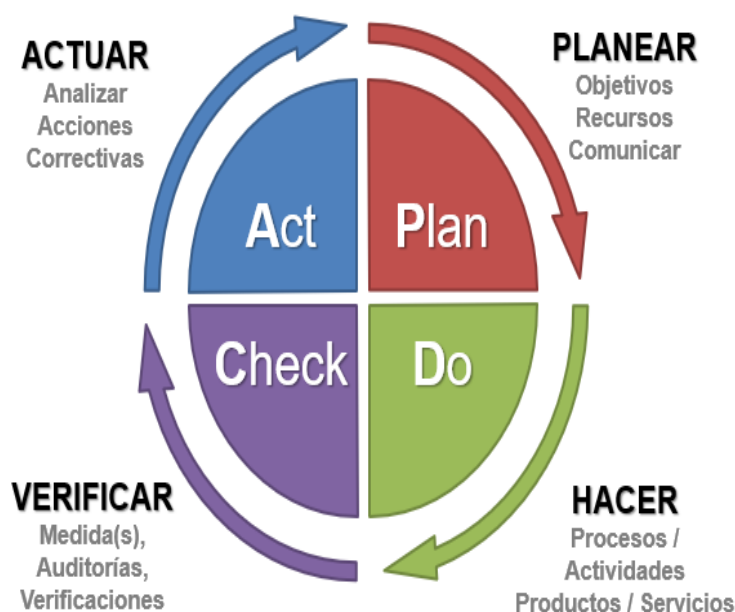 ACTUAR
Analizar
Acciones
Correctivas
PLANEAR
Objetivos
Recursos
Comunicar
Act
Plan
Check
Do
VERIFICAR
Medida(s),
Auditorías,
Verificaciones
HACER
Procesos /
Actividades
Productos / Servicios